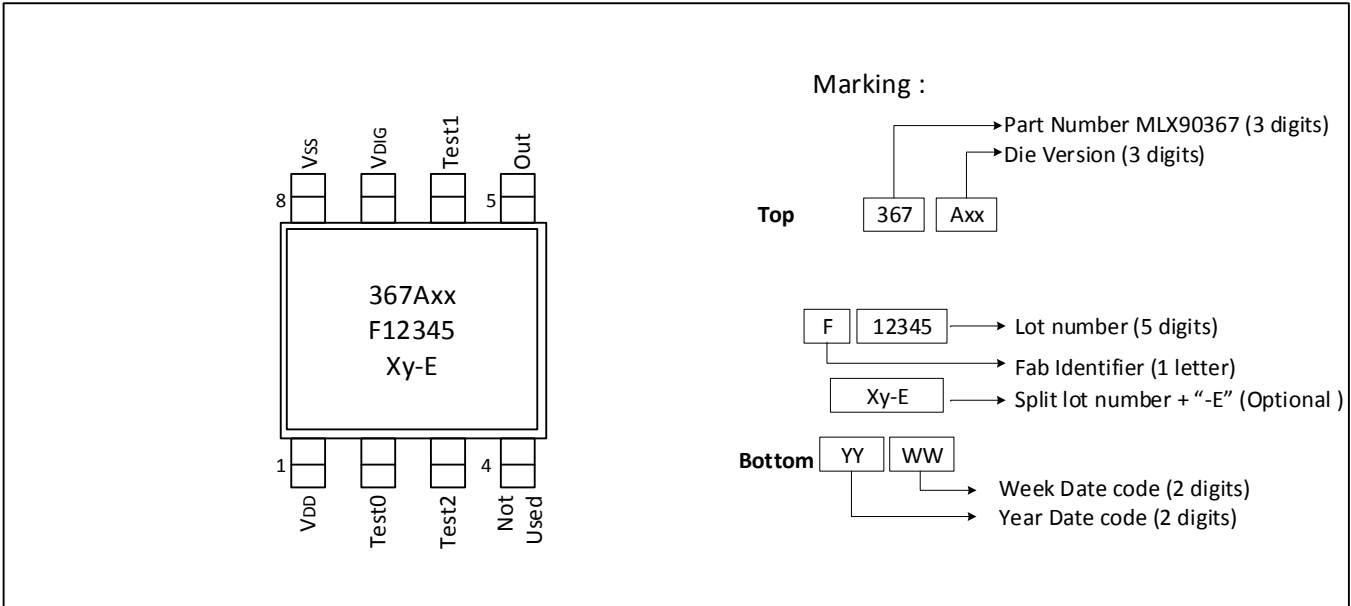 Marking :
Part Number MLX90367 (3 digits)
Die Version (3 digits)
Top 367 Axx
F 12345 Lot number (5 digits)
Fab Identifier (1 letter)
Xy-E Split lot number + “-E” (Optional )
Bottom YY WW
Week Date code (2 digits)
Year Date code (2 digits)
Vss VDIG Test1 Out
8 5
367Axx
F12345
Xy-E
1 4
VDD Test0 Test2 Not
Used